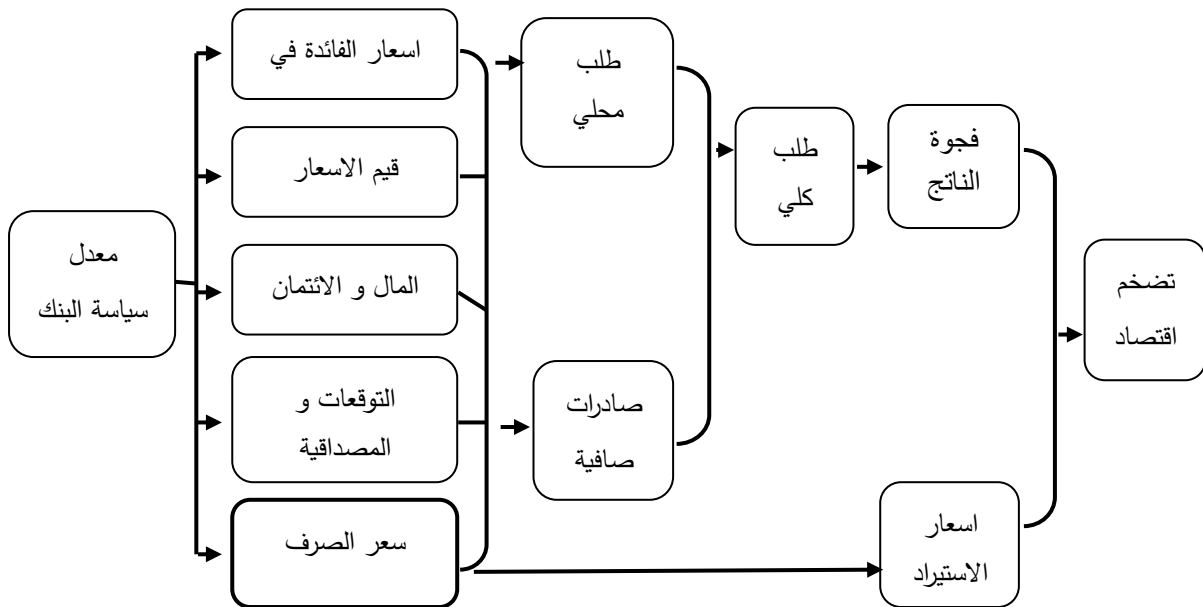 معدل
سياسة البنك
اسعار الفائدة في
قيم الاسعار
المال و الائتمان
التوقعات و
المصداقية
سعر الصرف
طلب
محلي
صادرات
صافية
طلب
كلي
فجوة
الناتج
اسعار
الاستيراد
تضخم
اقتصاد